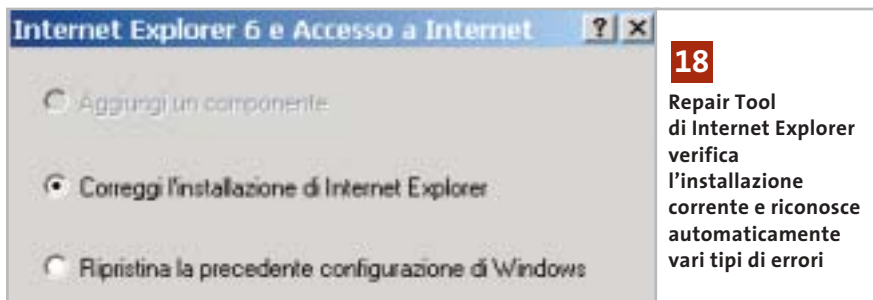 Internet Explorer 6 e Accesso a Internet
Aggiungi un componente
Correggi l'installazione di Internet Explorer
Ripristina la precedente configurazione di Windows
18
Repair Tool
di Internet Explorer
verifica
l'installazione
corrente e riconosce
automaticamente
vari tipi di errori